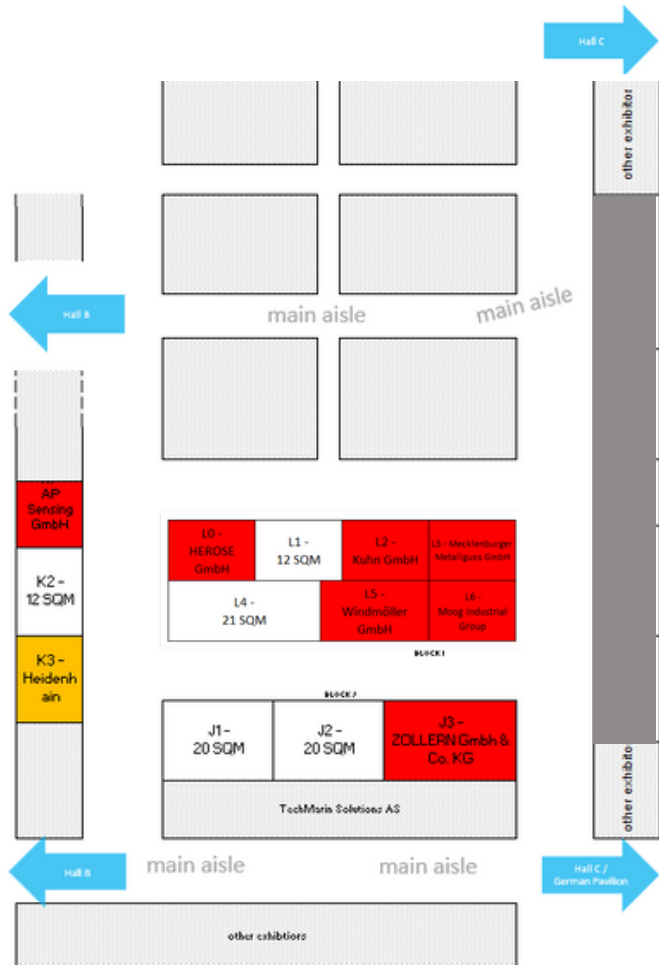 Hall C
other exhibitor
Hall B
main aisle
main aisle
AP
Sensing
GmbH
K2 -
12 SQM
K3 -
Heidenh
ain
L0 -
HEROSE
GmbH
L1 -
12 SQM
L2 -
Kuhn GmbH
L3 - Mecklenburger
Metallguss GmbH
L4 -
21 SQM
L5 -
Windmöller
GmbH
L6 -
Moog Industrial
Group
BLOCK
BLOCK
J1 -
20 SQM
J2 -
20 SQM
J3 -
ZOLLERN Gmbh &
Co. KG
TechMarin Solutions AS
other exhibito
Hall B
main aisle
main aisle
Hall C /
German Pavilion
other exhibtiors